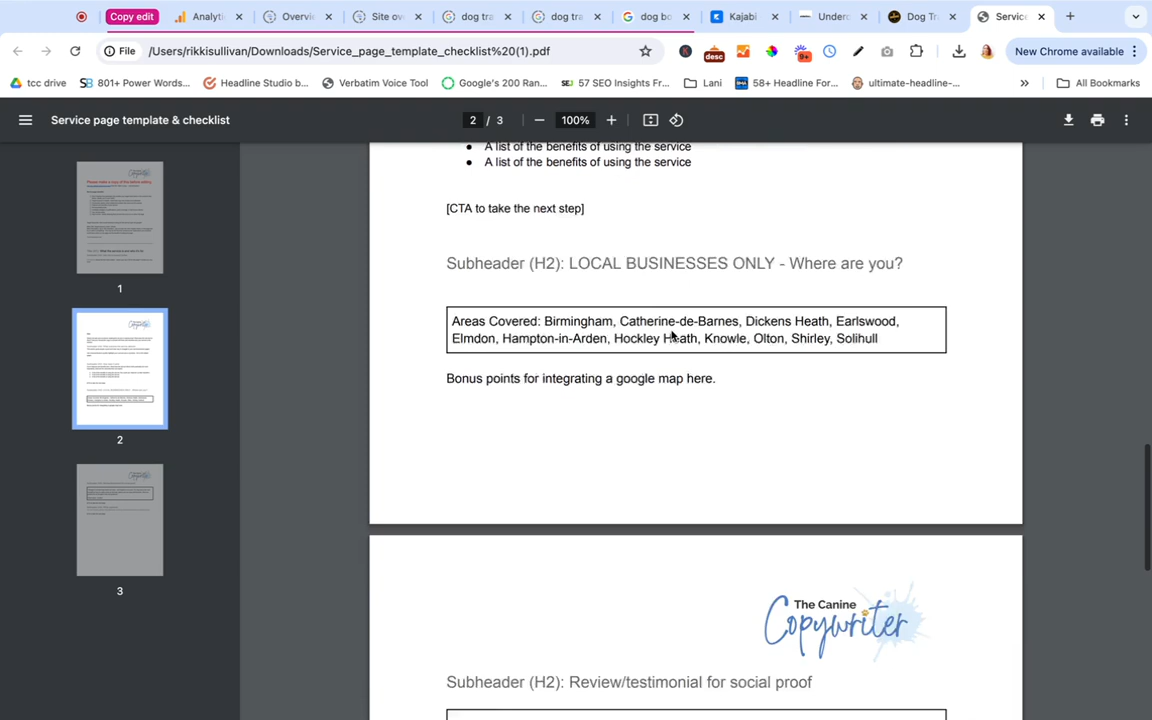 Copy edit
Analyti
Overvi
Site ov
dog tra
dog tra
dog bo
Kajabi
Underc
Dog Tr
Service
File
/Users/rikkisullivan/Downloads/Service_page_template_checklist%20(1).pdf
desc
9+
New Chrome available
tcc drive
801+ Power Words...
Headline Studio b...
Verbatim Voice Tool
Google's 200 Ran...
57 SEO Insights Fr...
Lani
58+ Headline For...
ultimate-headline-...
All Bookmarks
Service page template & checklist
2 / 3
100%
1
2
3
A list of the benefits of using the service
A list of the benefits of using the service
[CTA to take the next step]
Subheader (H2): LOCAL BUSINESSES ONLY - Where are you?
Areas Covered: Birmingham, Catherine-de-Barnes, Dickens Heath, Earlswood,
Elmdon, Hampton-in-Arden, Hockley Heath, Knowle, Olton, Shirley, Solihull
Bonus points for integrating a google map here.
The Canine
Copywriter
Subheader (H2): Review/testimonial for social proof